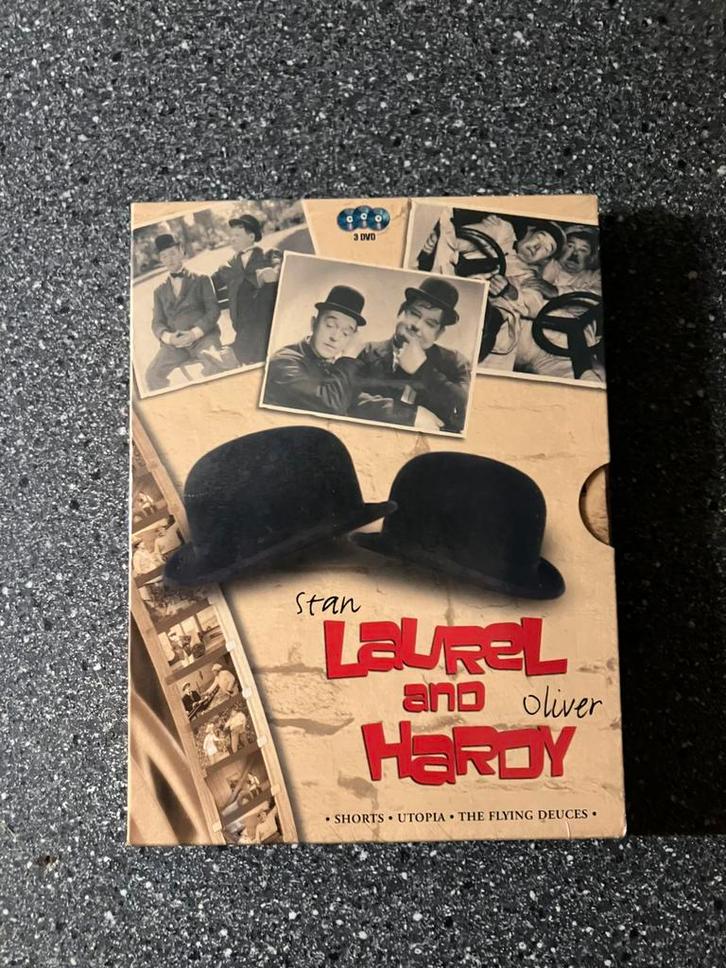 3 DVD
Stan
Laurel
and
Oliver
Hardy
• SHORTS • UTOPIA • THE FLYING DEUCES •